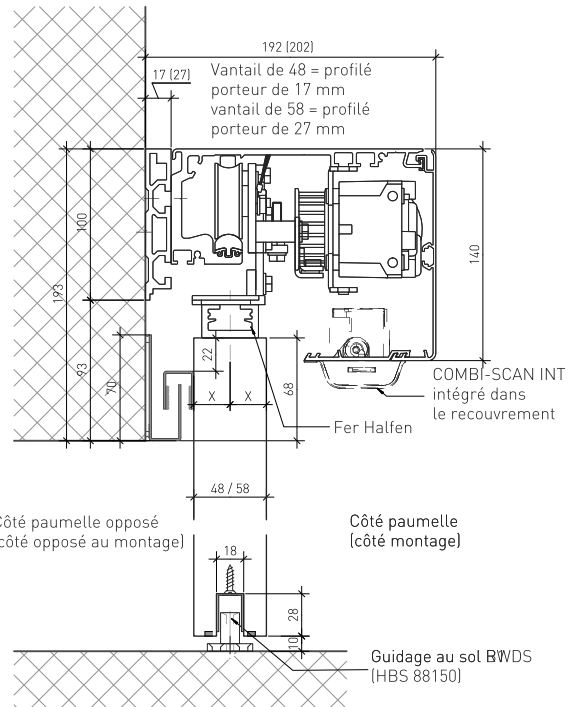 192 (202)
17 (27)
Vantail de 48 = profilé
porteur de 17 mm
vantail de 58 = profilé
porteur de 27 mm
100
193
140
93
70
22
68
X
X
COMBI-SCAN INT
intégré dans
le recouvrement
Fer Halfen
48 / 58
Côté paumelle opposé
côté opposé au montage)
Côté paumelle
(côté montage)
18
28
10
Guidage au sol
(HBS 88150)